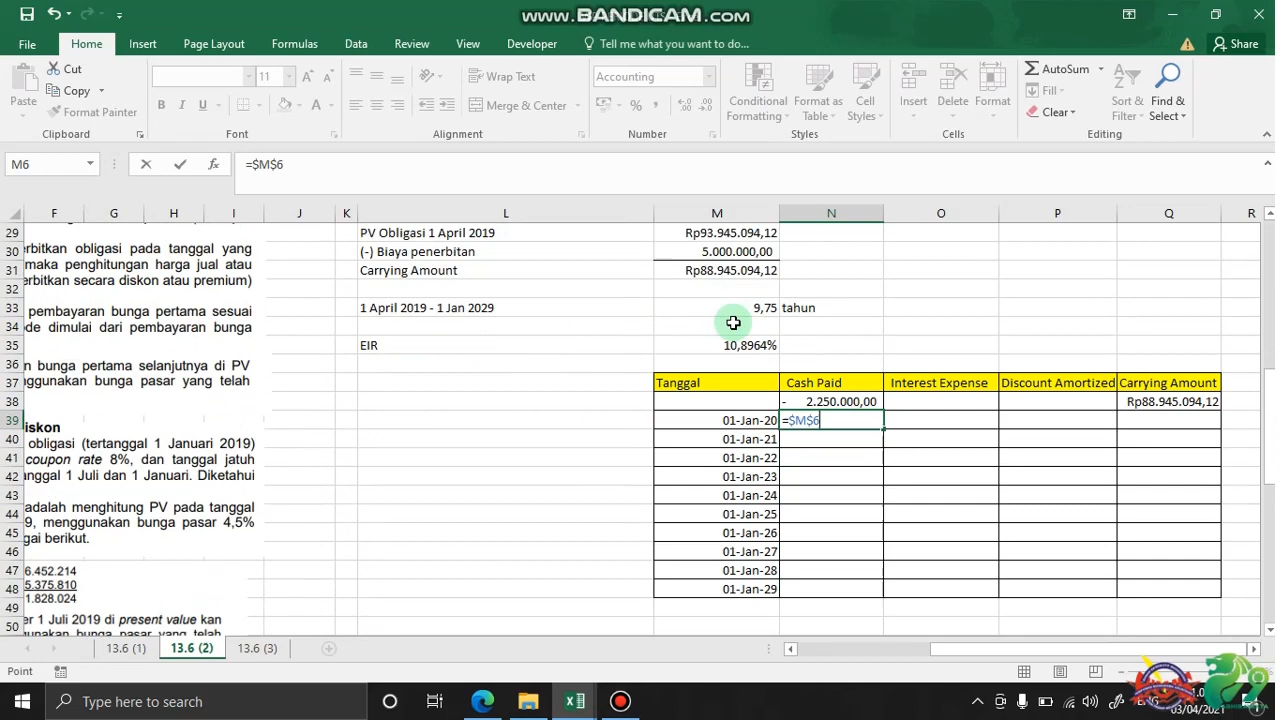 www.BANDICAM.com
File Home Insert Page Layout Formulas Data Review View Developer Tell me what you want to do... Share
Paste
Cut
Copy
Format Painter
11
Wrap Text
Merge & Center
Accounting
Conditional Formatting
Format as Table
Cell Styles
Insert
Delete
Format
AutoSum
Fill
Clear
Sort & Filter
Find & Select
Clipboard Font Alignment Number Styles Cells Editing
M6 =$M$6
F G H I J K L M N O P Q R
29 PV Obligasi 1 April 2019 Rp93.945.094,12
30 erbitkan obligasi pada tanggal yang (-) Biaya penerbitan 5.000.000,00
31 maka penghitungan harga jual atau Carrying Amount Rp88.945.094,12
32 erbitkan secara diskon atau premium)
33 pembayaran bunga pertama sesuai 1 April 2019 - 1 Jan 2029 9,75 tahun
34 ode dimulai dari pembayaran bunga
35 EIR 10,8964%
36 n bunga pertama selanjutnya di PV
37 nggunakan bunga pasar yang telah Tanggal Cash Paid Interest Expense Discount Amortized Carrying Amount
38 - 2.250.000,00 Rp88.945.094,12
39 iskon 01-Jan-20 =$M$6
40 obligasi (tertanggal 1 Januari 2019) 01-Jan-21
41 coupon rate 8%, dan tanggal jatuh 01-Jan-22
42 anggal 1 Juli dan 1 Januari. Diketahui 01-Jan-23
43 01-Jan-24
44 adalah menghitung PV pada tanggal 01-Jan-25
45 9, menggunakan bunga pasar 4,5% 01-Jan-26
46 gai berikut. 01-Jan-27
47 6.452.214 01-Jan-28
48 5.375.810 01-Jan-29
49 1.828.024
50 er 1 Juli 2019 di present value kan
gunakan bunga pasar yang telah
13.6 (1) 13.6 (2) 13.6 (3)
Point
Type here to search
03/04/2021